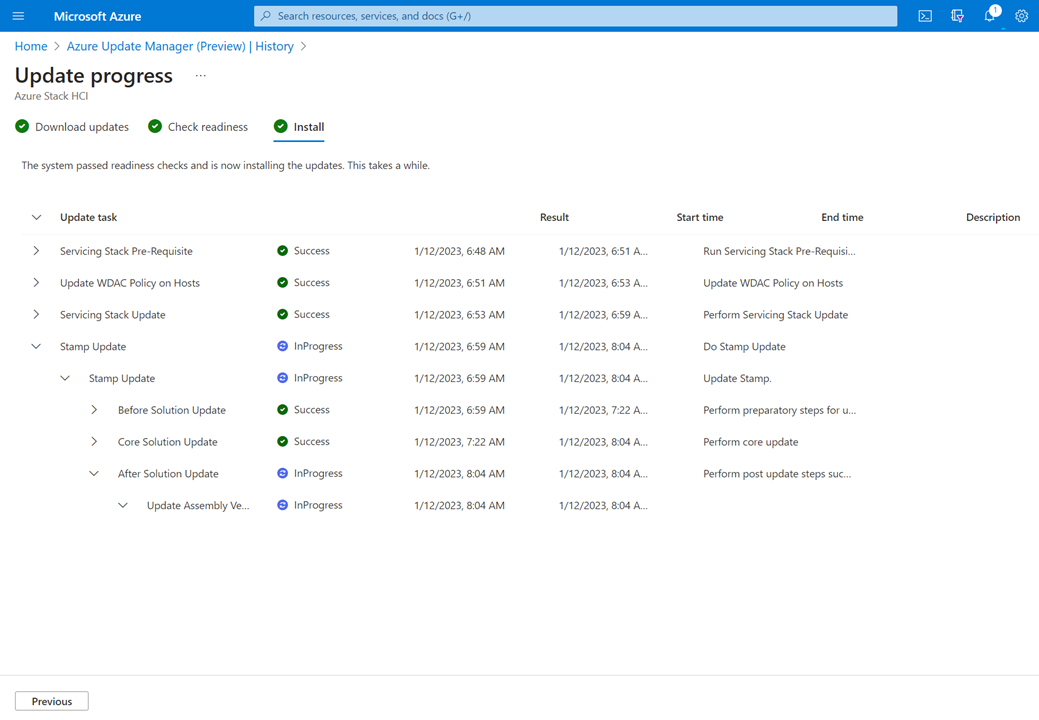 Microsoft Azure
Search resources, services, and docs (G+/)
1
Home > Azure Update Manager (Preview) | History >
Update progress ...
Azure Stack HCI
Download updates Check readiness Install
The system passed readiness checks and is now installing the updates. This takes a while.
Update task Result Start time End time Description
Servicing Stack Pre-Requisite Success 1/12/2023, 6:48 AM 1/12/2023, 6:51 A... Run Servicing Stack Pre-Requisi...
Update WDAC Policy on Hosts Success 1/12/2023, 6:51 AM 1/12/2023, 6:53 A... Update WDAC Policy on Hosts
Servicing Stack Update Success 1/12/2023, 6:53 AM 1/12/2023, 6:59 A... Perform Servicing Stack Update
Stamp Update InProgress 1/12/2023, 6:59 AM 1/12/2023, 8:04 A... Do Stamp Update
Stamp Update InProgress 1/12/2023, 6:59 AM 1/12/2023, 8:04 A... Update Stamp.
Before Solution Update Success 1/12/2023, 6:59 AM 1/12/2023, 7:22 A... Perform preparatory steps for u...
Core Solution Update Success 1/12/2023, 7:22 AM 1/12/2023, 8:04 A... Perform core update
After Solution Update InProgress 1/12/2023, 8:04 AM 1/12/2023, 8:04 A... Perform post update steps suc...
Update Assembly Ve... InProgress 1/12/2023, 8:04 AM 1/12/2023, 8:04 A...
Previous